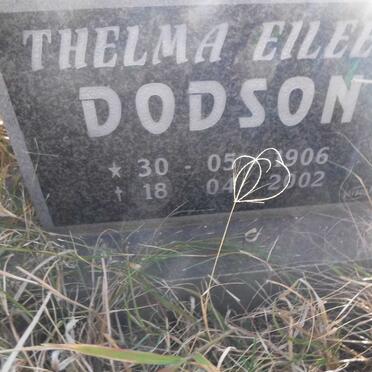 THELMA EILEE
DODSON
★ 30 - 05 - 1906
✝ 18 04 2002